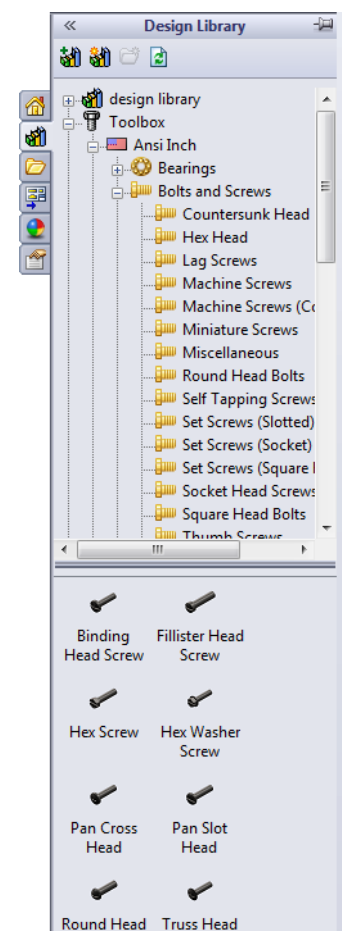 Design Library
design library
Toolbox
Ansi Inch
Bearings
Bolts and Screws
Countersunk Head
Hex Head
Lag Screws
Machine Screws
Machine Screws (Co
Miniature Screws
Miscellaneous
Round Head Bolts
Self Tapping Screws
Set Screws (Slotted)
Set Screws (Socket)
Set Screws (Square
Socket Head Screws
Square Head Bolts
Thumb Screws
Binding Fillister Head
Head Screw Screw
Hex Screw Hex Washer
Screw
Pan Cross Pan Slot
Head Head
Round Head Truss Head